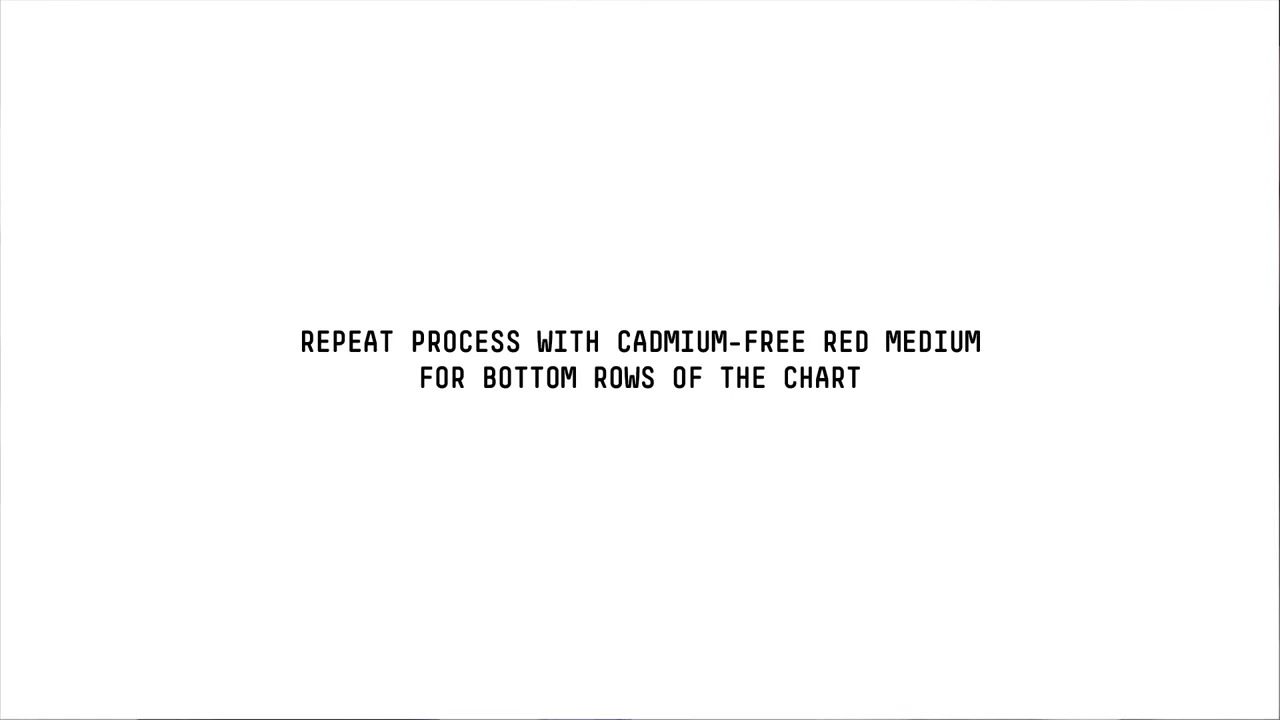 REPEAT PROCESS WITH CADMIUM-FREE RED MEDIUM
FOR BOTTOM ROWS OF THE CHART